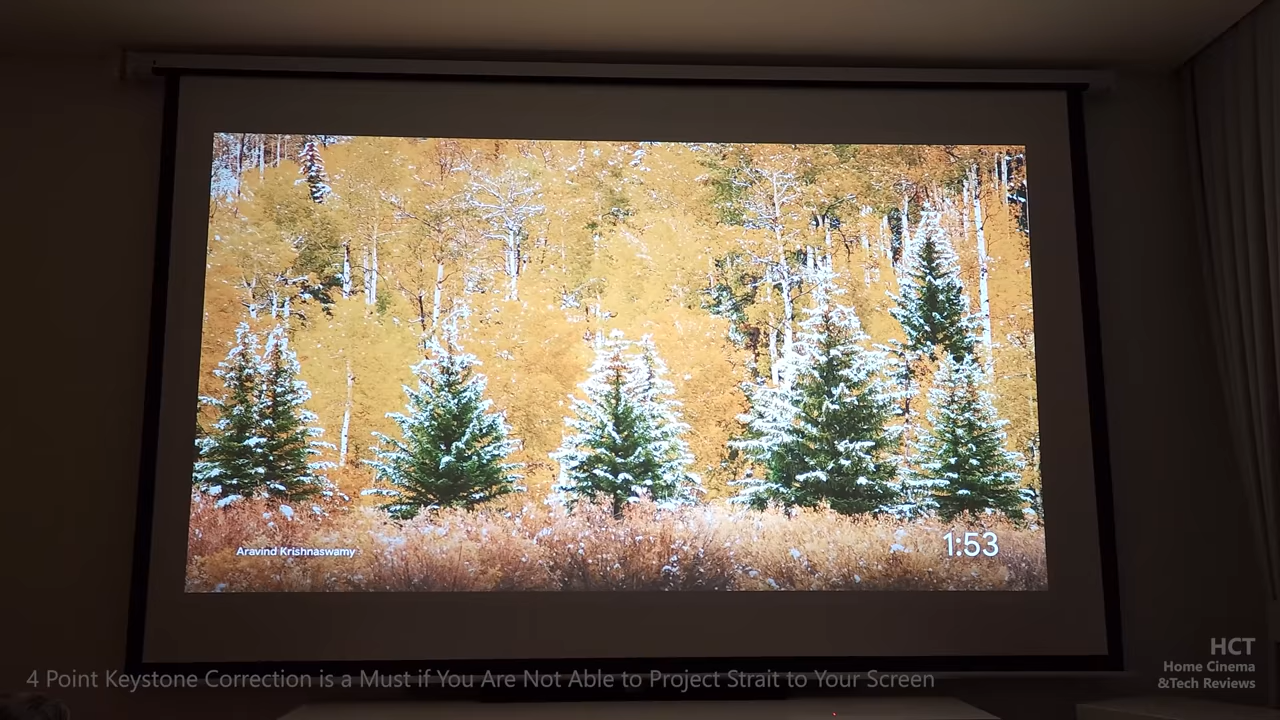 Aravind Krishnaswamy
1:53
4 Point Keystone Correction is a Must if You Are Not Able to Project Strait to Your Screen
HCT
Home Cinema
&Tech Reviews